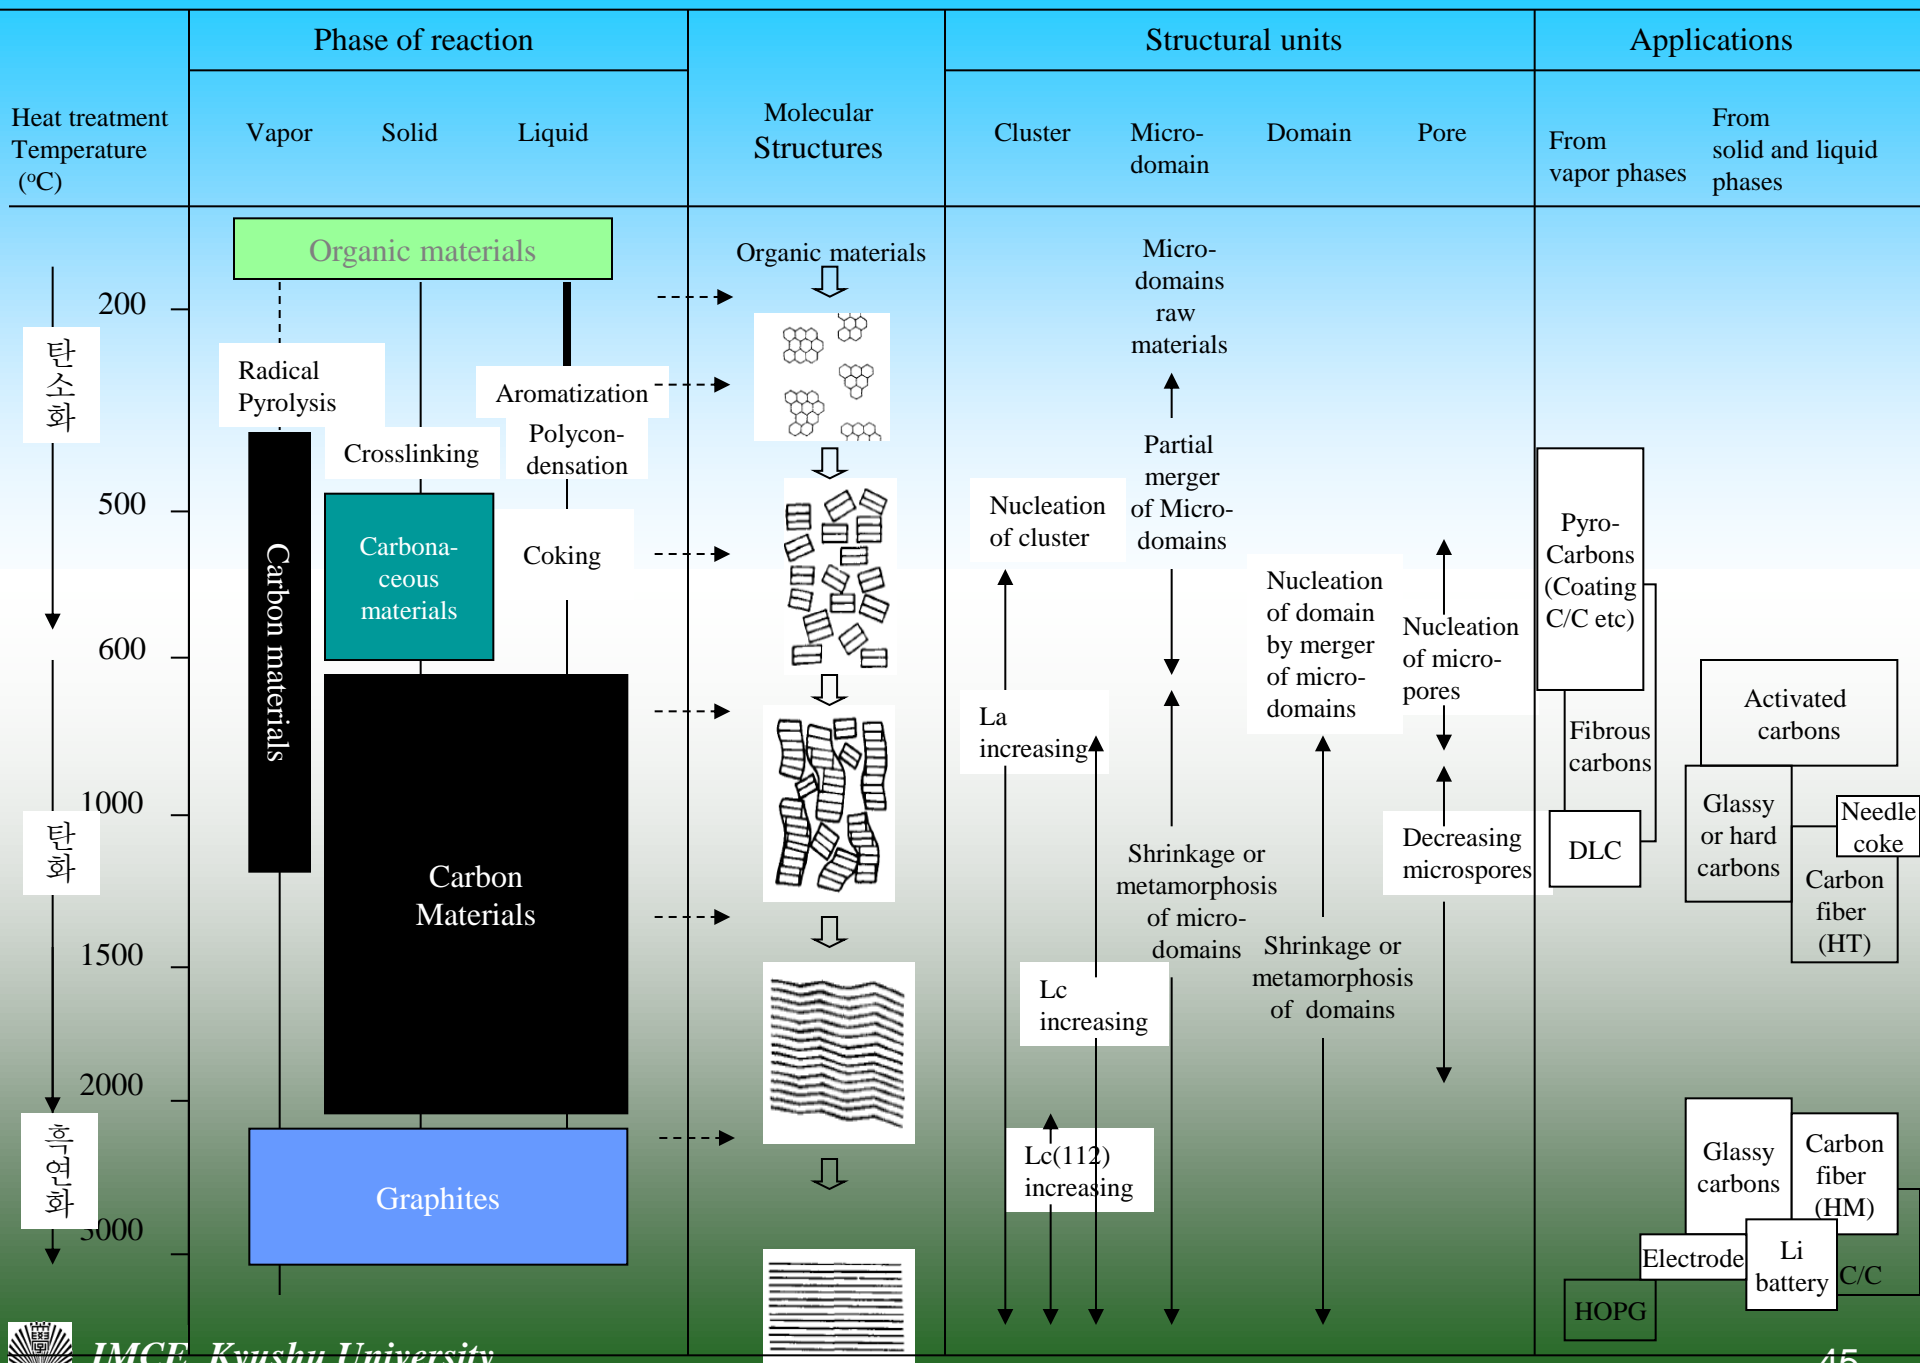 Phase of reaction
Structural units
Applications
Heat treatment
Temperature
(°C)
Vapor
Solid
Liquid
Molecular
Structures
Cluster
Micro-
domain
Domain
Pore
From
vapor phases
From
solid and liquid
phases
Organic materials
Organic materials
200
500
600
1000
1500
2000
3000
탄소화
탄화
흑연화
Radical
Pyrolysis
Aromatization
Polycon-
densation
Crosslinking
Carbona-
ceous
materials
Coking
Carbon materials
Carbon
Materials
Graphites
Micro-
domains
raw
materials
Partial
merger
of Micro-
domains
Nucleation
of cluster
La
increasing
Lc
increasing
Lc(112)
increasing
Shrinkage or
metamorphosis
of micro-
domains
Nucleation
of domain
by merger
of micro-
domains
Shrinkage or
metamorphosis
of domains
Nucleation
of micro-
pores
Decreasing
microspores
Pyro-
Carbons
(Coating
C/C etc)
Fibrous
carbons
DLC
Activated
carbons
Glassy
or hard
carbons
Needle
coke
Carbon
fiber
(HT)
Glassy
carbons
Carbon
fiber
(HM)
Electrode
Li
battery
C/C
HOPG
IMCE, Kyushu University
45